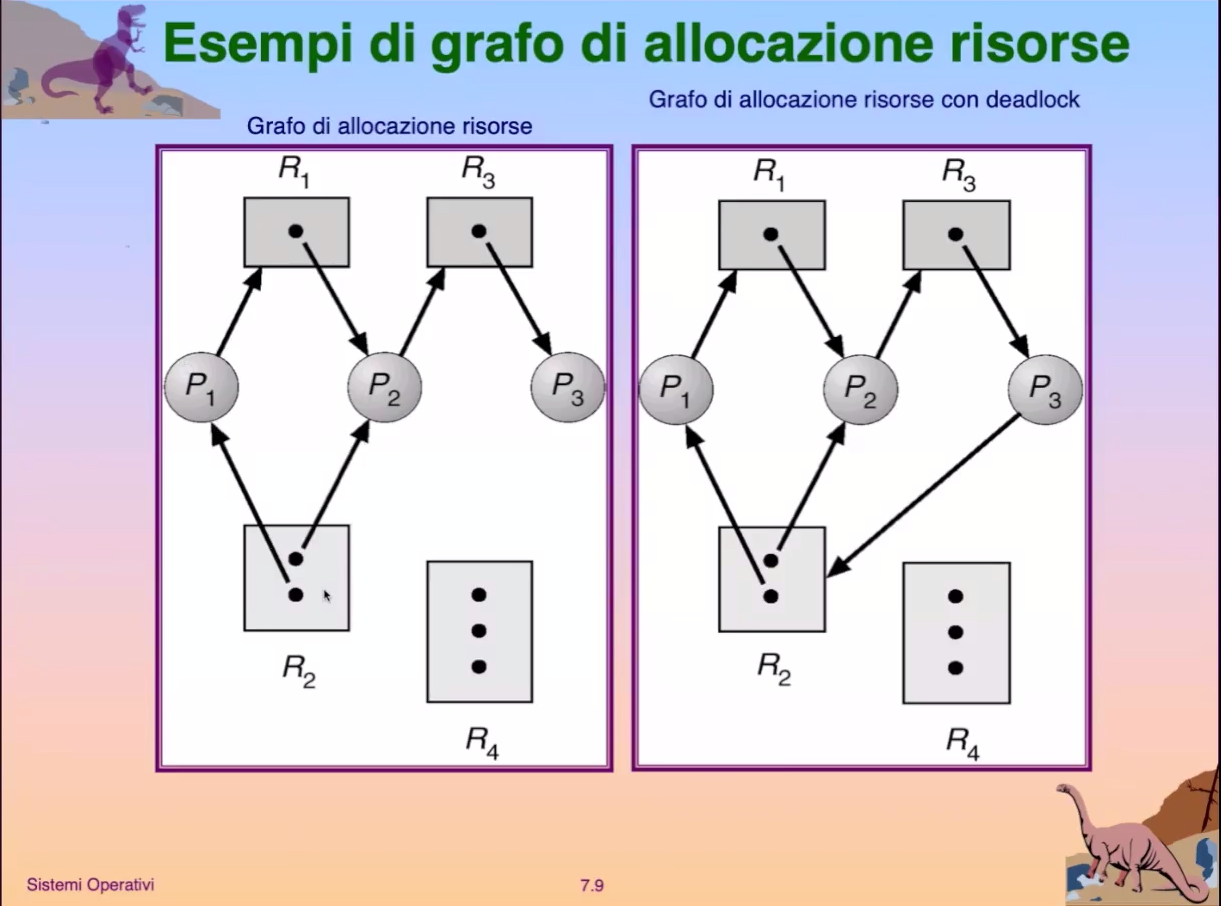 Esempi di grafo di allocazione risorse
Grafo di allocazione risorse con deadlock
Grafo di allocazione risorse
R1
R3
P1
P2
P3
R2
R4
R1
R3
P1
P2
P3
R2
R4
Sistemi Operativi
7.9